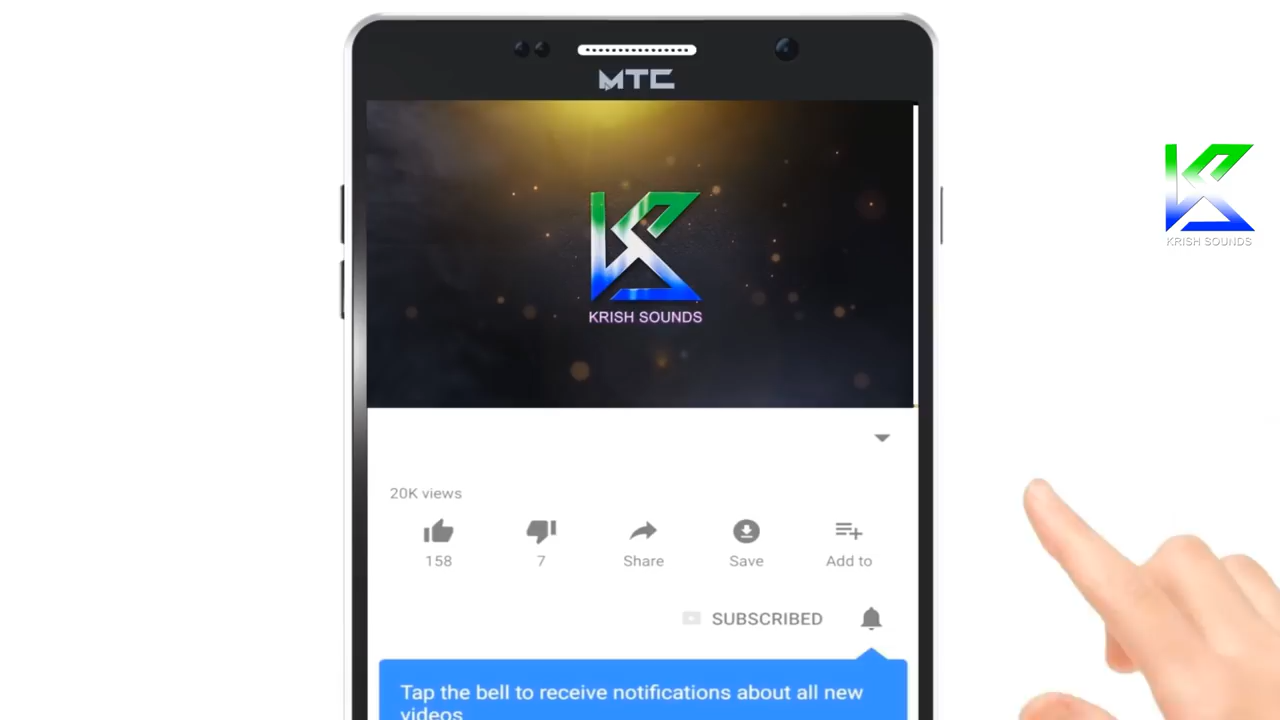 MTC
KRISH SOUNDS
KRISH SOUNDS
20K views
158
7
Share
Save
Add to
SUBSCRIBED
Tap the bell to receive notifications about all new
videos